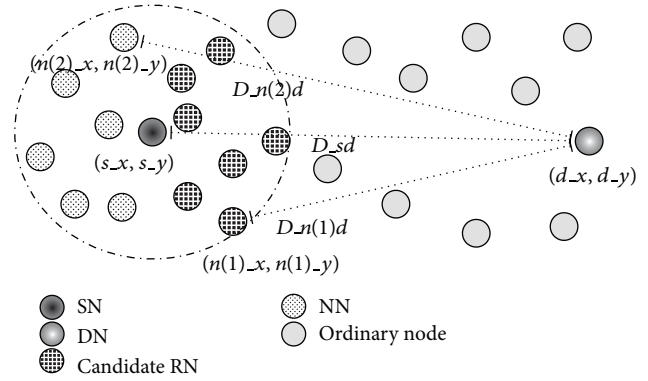 (n(2)_x, n(2)_y)
D_n(2)d
D_sd
(s_x, s_y)
(d_x, d_y)
D_n(1)d
(n(1)_x, n(1)_y)
SN
NN
DN
Ordinary node
Candidate RN